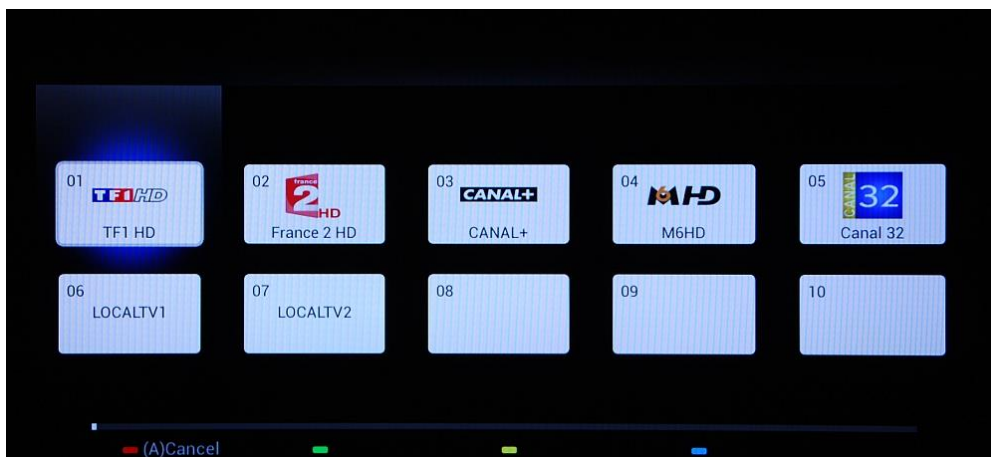 01
TF1 HD
TF1 HD
02
france
2
HD
France 2 HD
03
CANAL+
CANAL+
04
M6 HD
M6HD
05
CANAL
32
Canal 32
06
LOCALTV1
07
LOCALTV2
08
09
10
(A)Cancel